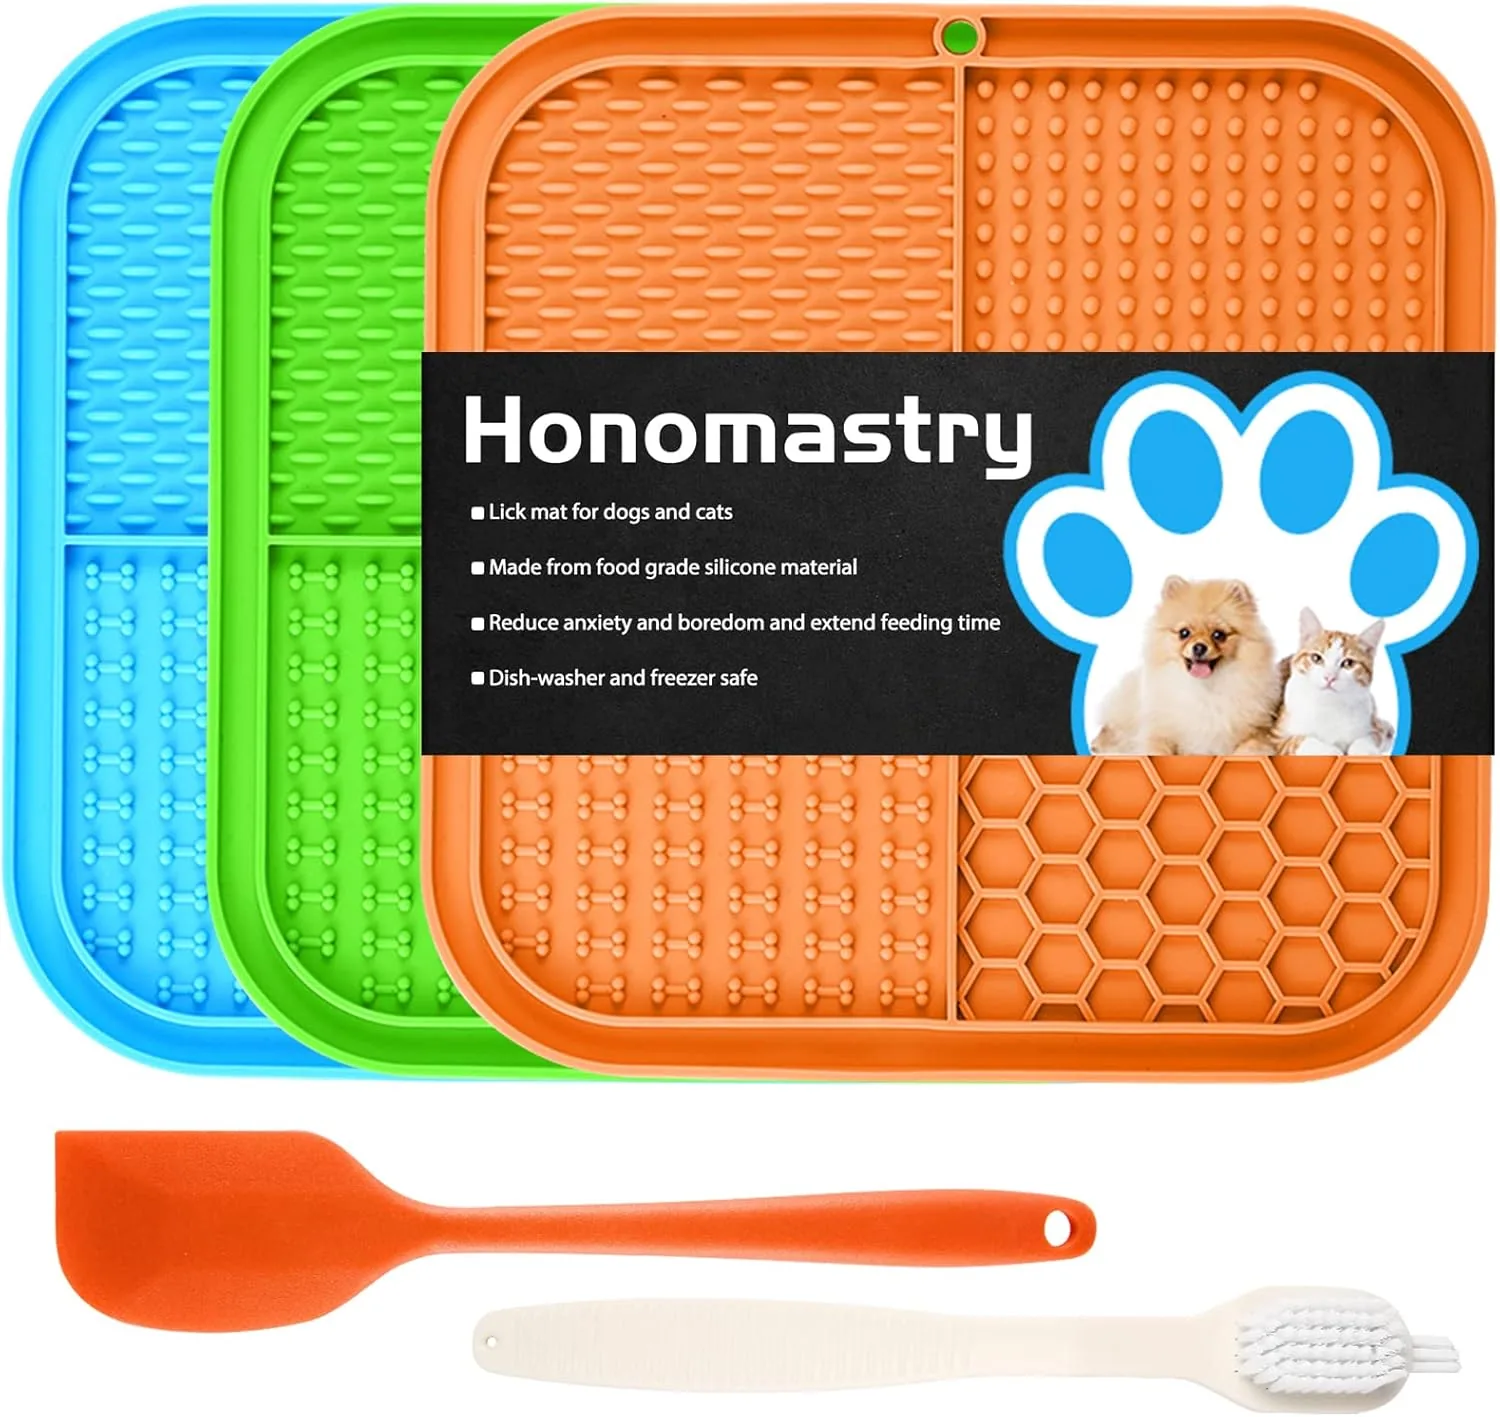 Honomastry
Lick mat for dogs and cats
Made from food grade silicone material
Reduce anxiety and boredom and extend feeding time
Dish-washer and freezer safe